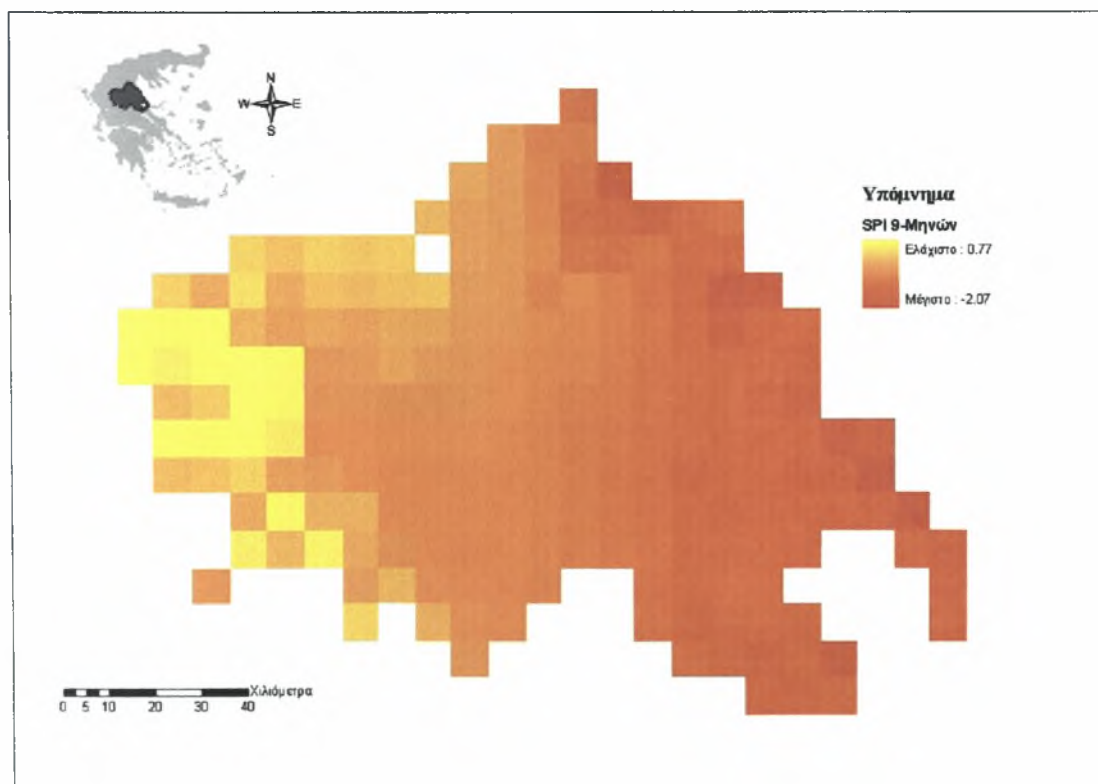 N
W E
S
Υπόμνημα
SPI 9-Μηνών
Ελάχιστο : 0.77
Μέγιστο : -2.07
Χιλιόμετρα
0 5 10 20 30 40